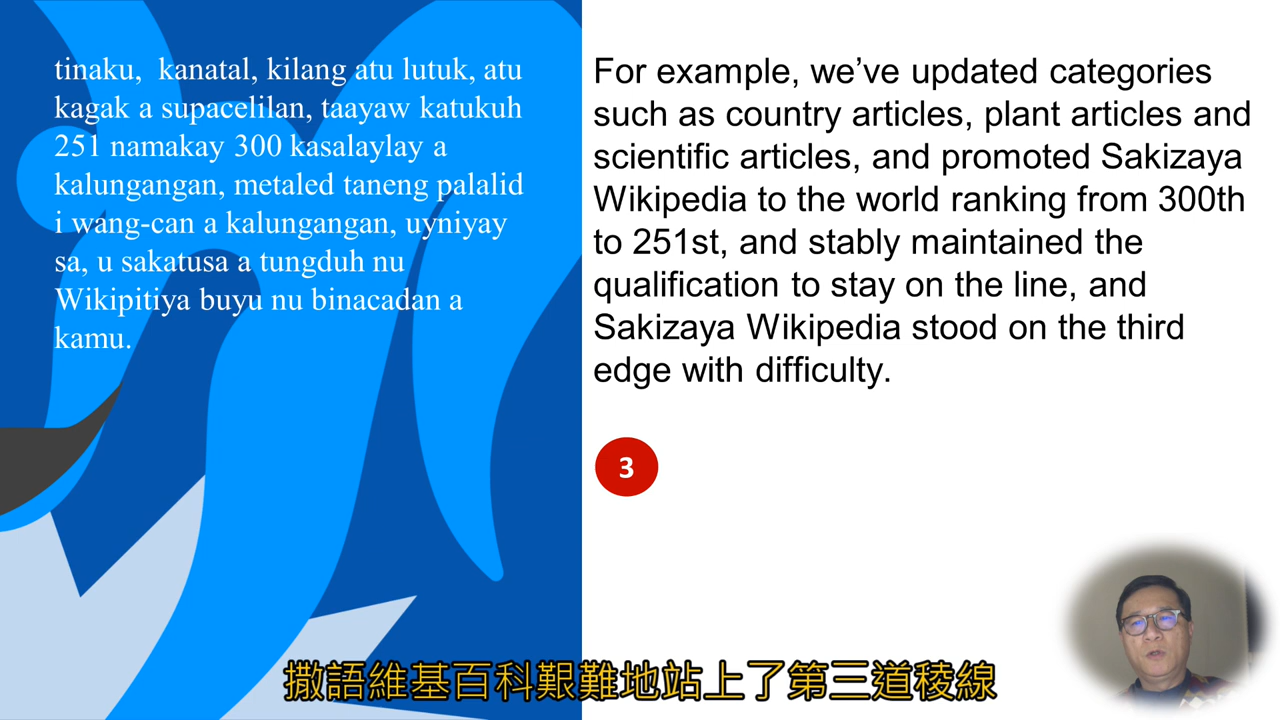 tinaku,  kanatal, kilang atu lutuk, atu
kagak a supacelilan, taayaw katukuh
251 namakay 300 kasalaylay a
kalungangan, metaled taneng palalid
i wang-can a kalungangan, uyniyay
sa, u sakatusa a tungduh nu
Wikipitiya buyu nu binacadan a
kamu.
For example, we’ve updated categories
such as country articles, plant articles and
scientific articles, and promoted Sakizaya
Wikipedia to the world ranking from 300th
to 251st, and stably maintained the
qualification to stay on the line, and
Sakizaya Wikipedia stood on the third
edge with difficulty.
3
撒語維基百科艱難地站上了第三道稜線